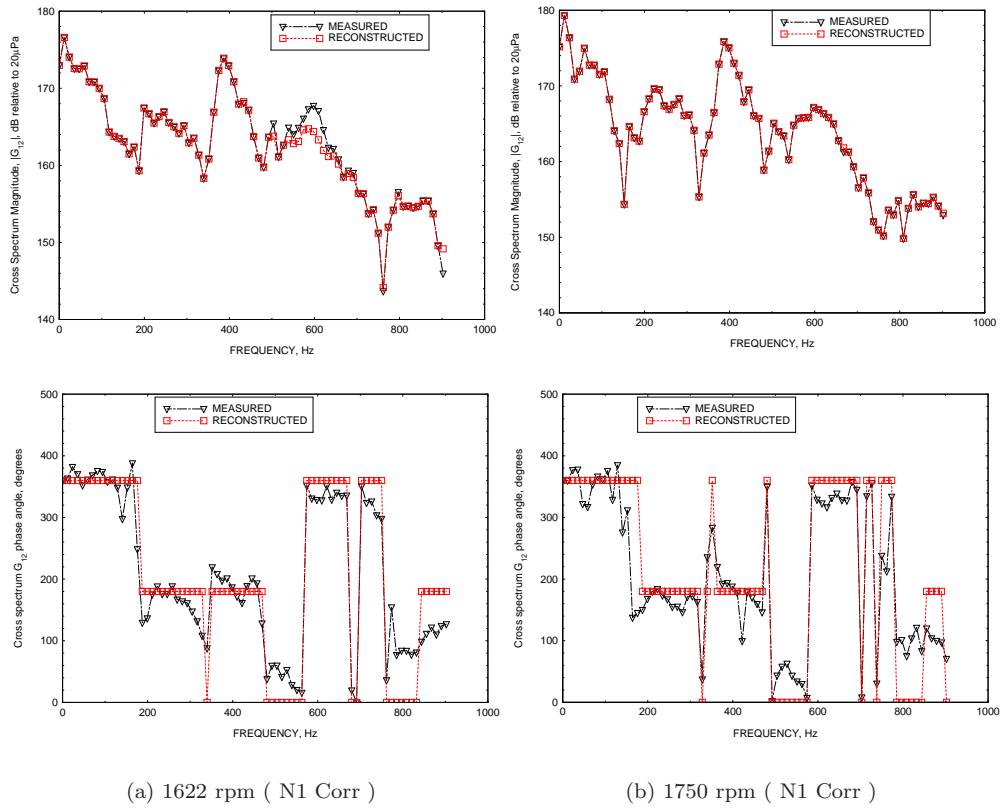 180
170
160
150
140
0
200
400
600
800
1000
MEASURED
RECONSTRUCTED
Cross Spectrum Magnitude, |G12|, dB relative to 20μPa
FREQUENCY, Hz
180
170
160
150
140
0
200
400
600
800
1000
MEASURED
RECONSTRUCTED
Cross Spectrum Magnitude, |G12|, dB relative to 20μPa
FREQUENCY, Hz
500
400
300
200
100
0
0
200
400
600
800
1000
MEASURED
RECONSTRUCTED
Cross spectrum G12 phase angle, degrees
FREQUENCY, Hz
500
400
300
200
100
0
0
200
400
600
800
1000
MEASURED
RECONSTRUCTED
Cross spectrum G12 phase angle, degrees
FREQUENCY, Hz
(a) 1622 rpm ( N1 Corr )
(b) 1750 rpm ( N1 Corr )